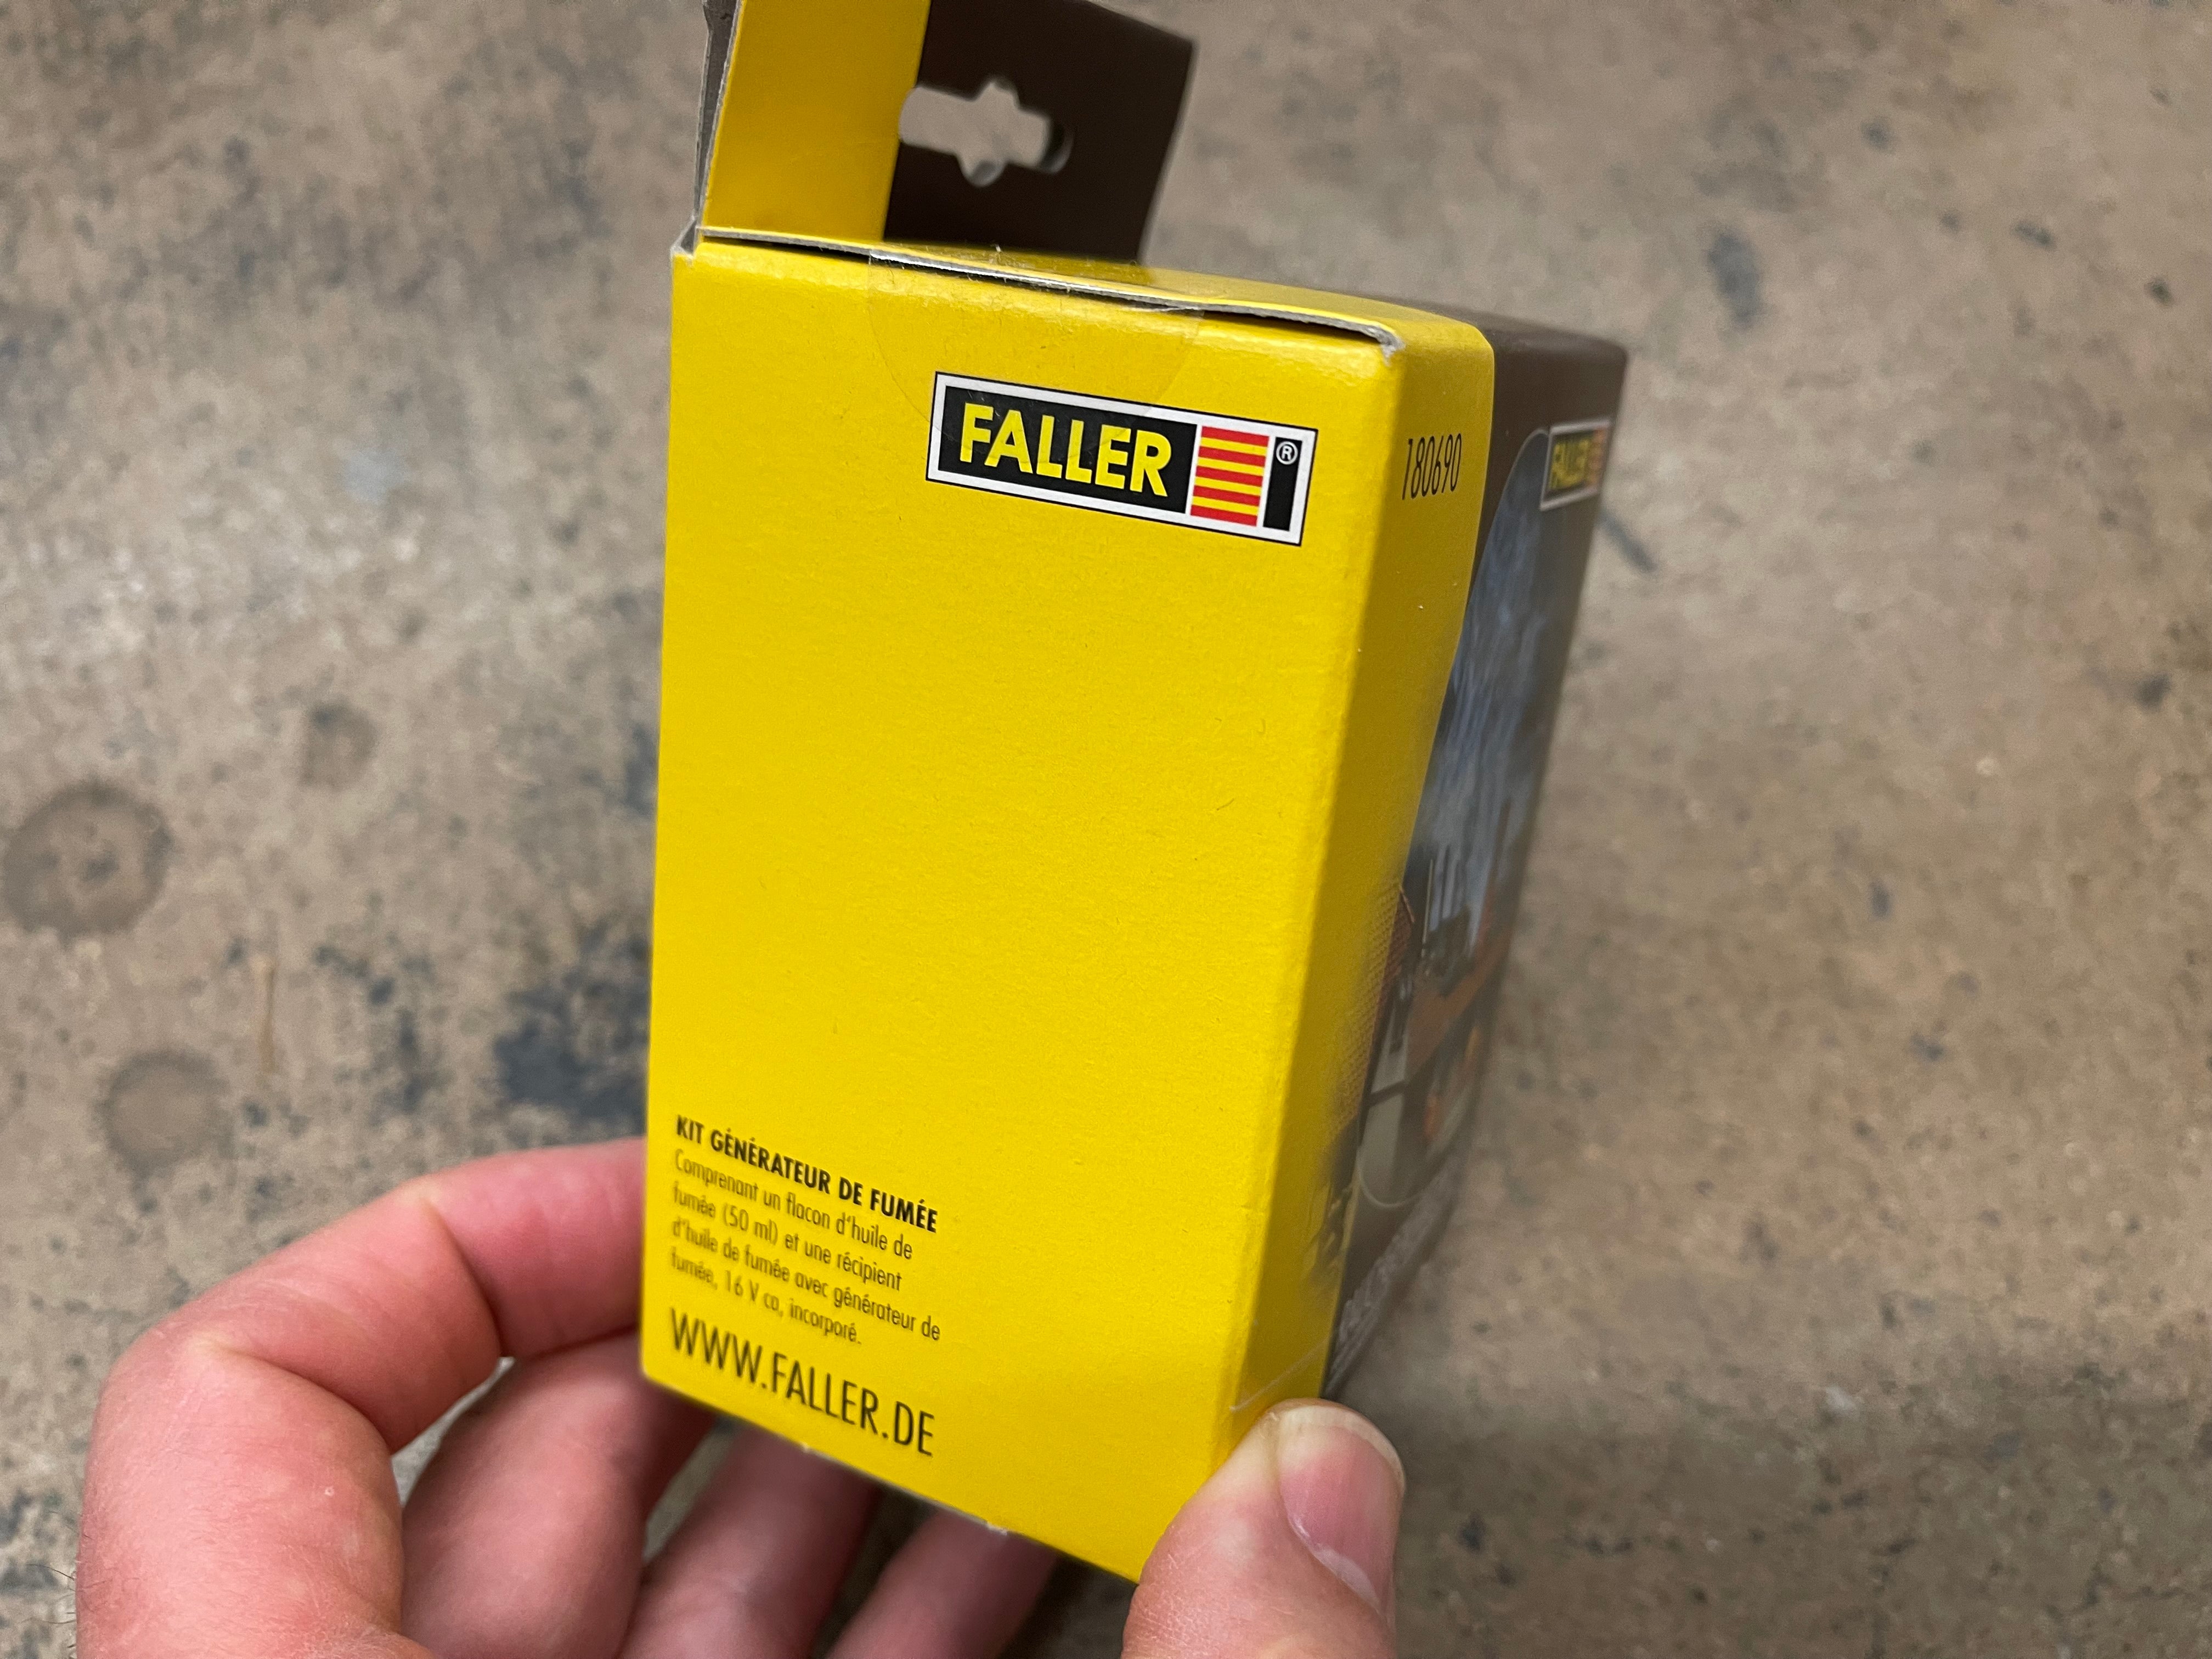 FALLER
®
180690
FALLER
KIT GÉNÉRATEUR DE FUMÉE
Comprenant un flacon d'huile de
fumée (50 ml) et une récipient
d'huile de fumée avec générateur de
fumée, 16 V ca, incorporé.
WWW.FALLER.DE